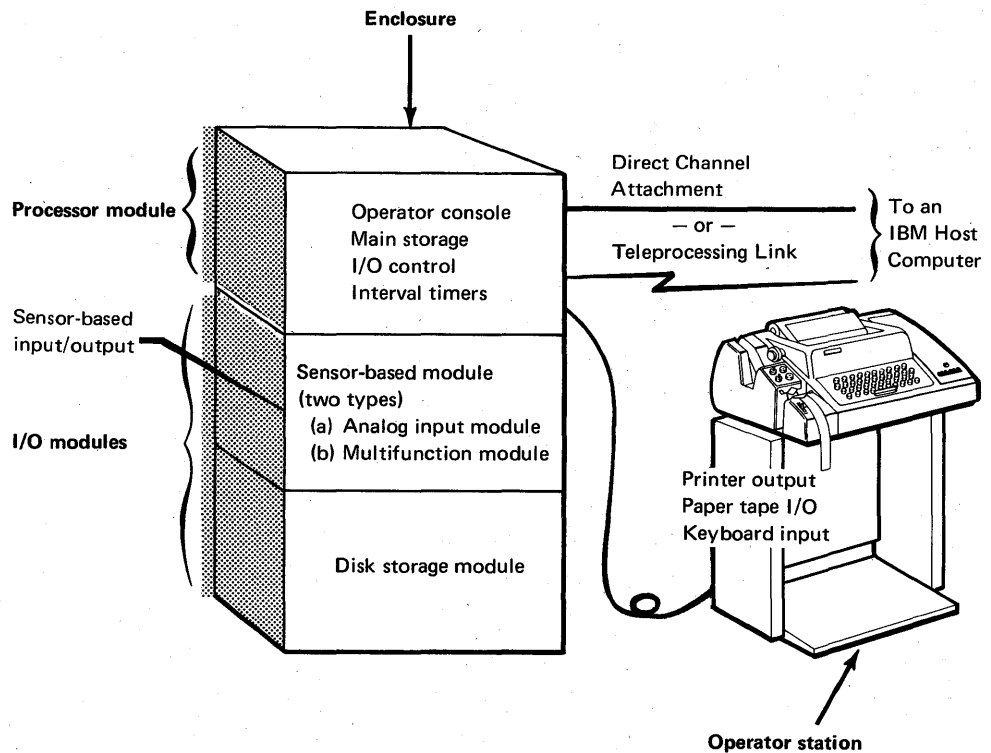 Enclosure
Processor module
Operator console
Main storage
I/O control
Interval timers
Direct Channel
Attachment
— or —
Teleprocessing Link
To an
IBM Host
Computer
Sensor-based
input/output
I/O modules
Sensor-based module
(two types)
(a) Analog input module
(b) Multifunction module
Disk storage module
Printer output
Paper tape I/O
Keyboard input
Operator station